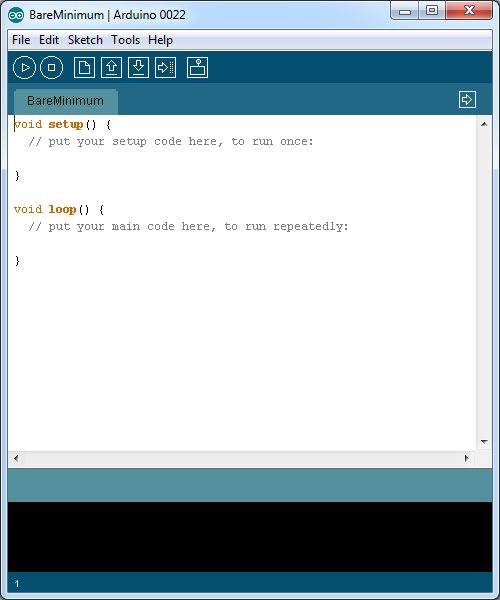 BareMinimum | Arduino 0022
File Edit Sketch Tools Help
BareMinimum
void setup() {
  // put your setup code here, to run once:
}
void loop() {
  // put your main code here, to run repeatedly:
}
1